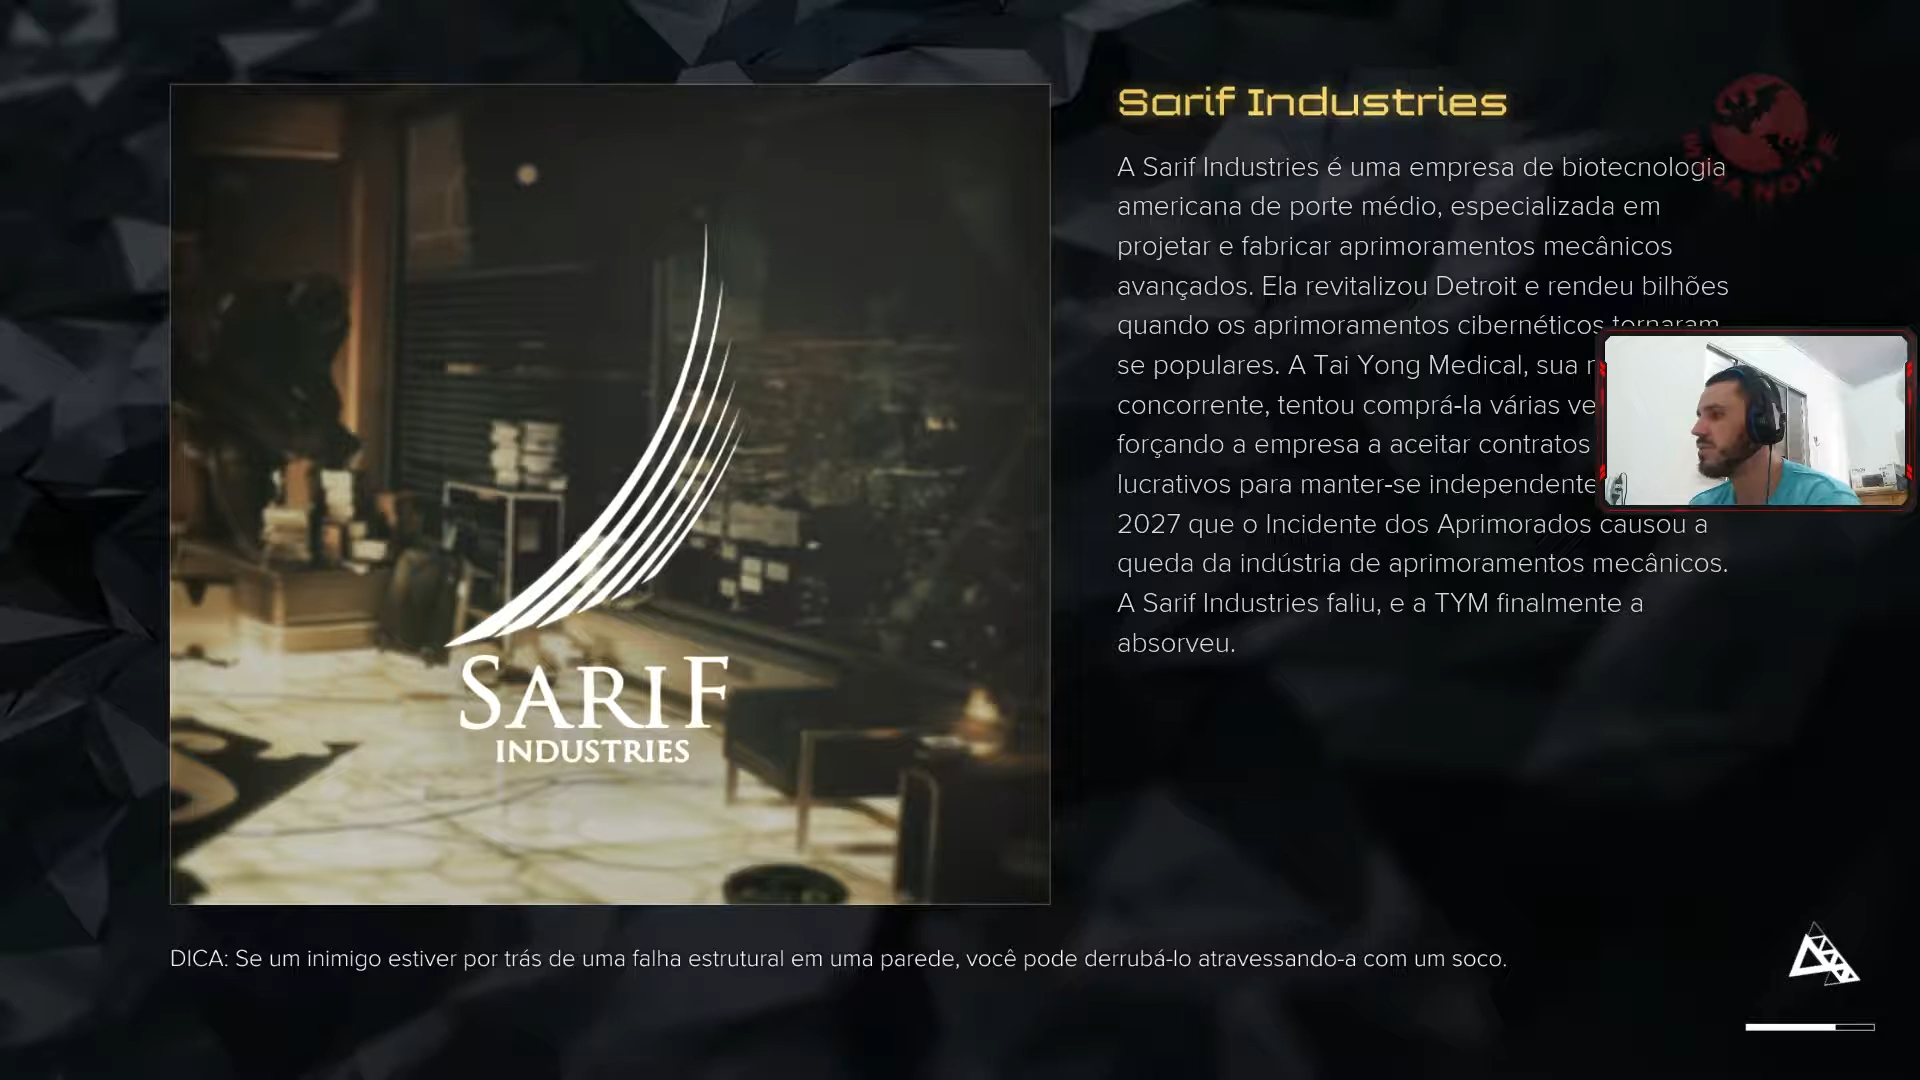 Sarif Industries
A Sarif Industries é uma empresa de biotecnologia
americana de porte médio, especializada em
projetar e fabricar aprimoramentos mecânicos
avançados. Ela revitalizou Detroit e rendeu bilhões
quando os aprimoramentos cibernéticos tornaram
se populares. A Tai Yong Medical, sua
concorrente, tentou comprá-la várias
forçando a empresa a aceitar contratos
lucrativos para manter-se independente
2027 que o Incidente dos Aprimorados causou a
queda da indústria de aprimoramentos mecânicos.
A Sarif Industries faliu, e a TYM finalmente a
absorveu.
SARIF
INDUSTRIES
DICA: Se um inimigo estiver por trás de uma falha estrutural em uma parede, você pode derrubá-lo atravessando-a com um soco.